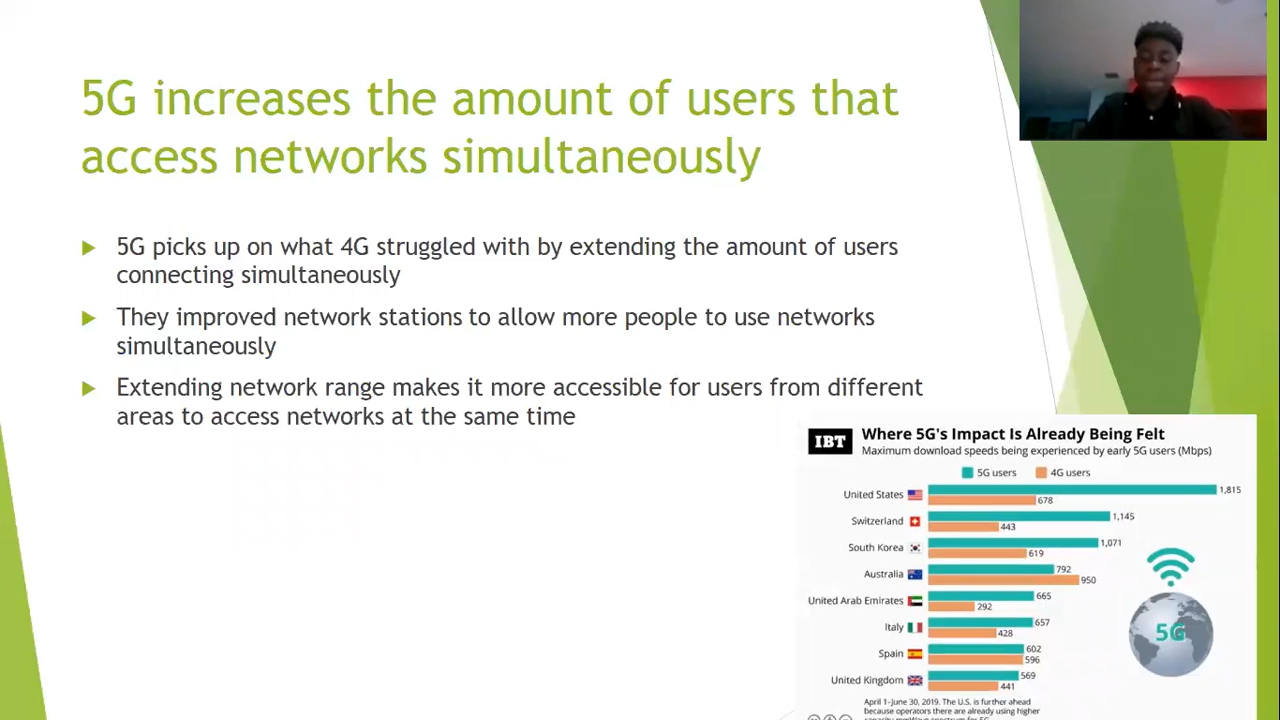 5G increases the amount of users that
access networks simultaneously
5G picks up on what 4G struggled with by extending the amount of users
connecting simultaneously
They improved network stations to allow more people to use networks
simultaneously
Extending network range makes it more accessible for users from different
areas to access networks at the same time
IBT Where 5G's Impact Is Already Being Felt
Maximum download speeds being experienced by early 5G users (Mbps)
5G users 4G users
United States 1,815
678
Switzerland 1,145
443
South Korea 1,071
619
Australia 792
950
United Arab Emirates 665
292
Italy 657
428
Spain 602
596
United Kingdom 569
441
5G
April 1-June 30, 2019. The U.S. is further ahead
because operators there are already using higher